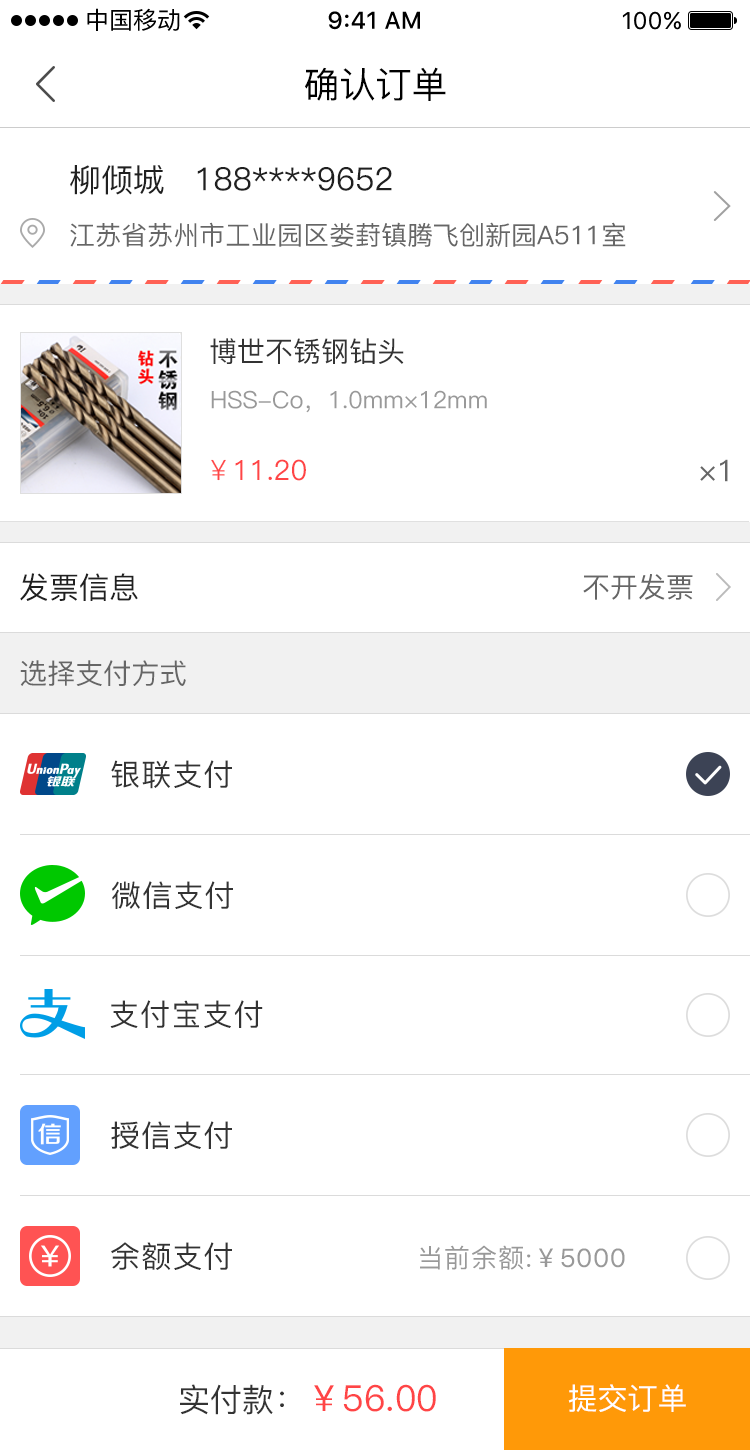 中国移动 9:41 AM 100%
确认订单
柳倾城 188****9652
江苏省苏州市工业园区娄葑镇腾飞创新园A511室
不锈钢
钻头
博世不锈钢钻头
HSS-Co，1.0mm×12mm
¥ 11.20 ×1
发票信息 不开发票
选择支付方式
UnionPay
银联
银联支付
微信支付
支付宝支付
信 授信支付
余额支付 当前余额: ¥ 5000
实付款： ¥ 56.00 提交订单